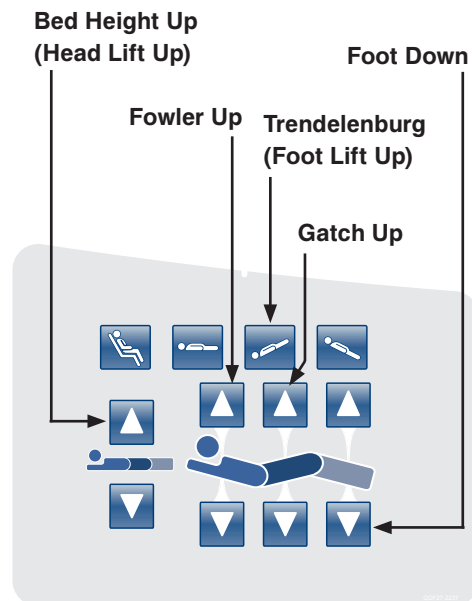 Bed Height Up
(Head Lift Up)
Foot Down
Fowler Up
Trendelenburg
(Foot Lift Up)
Gatch Up